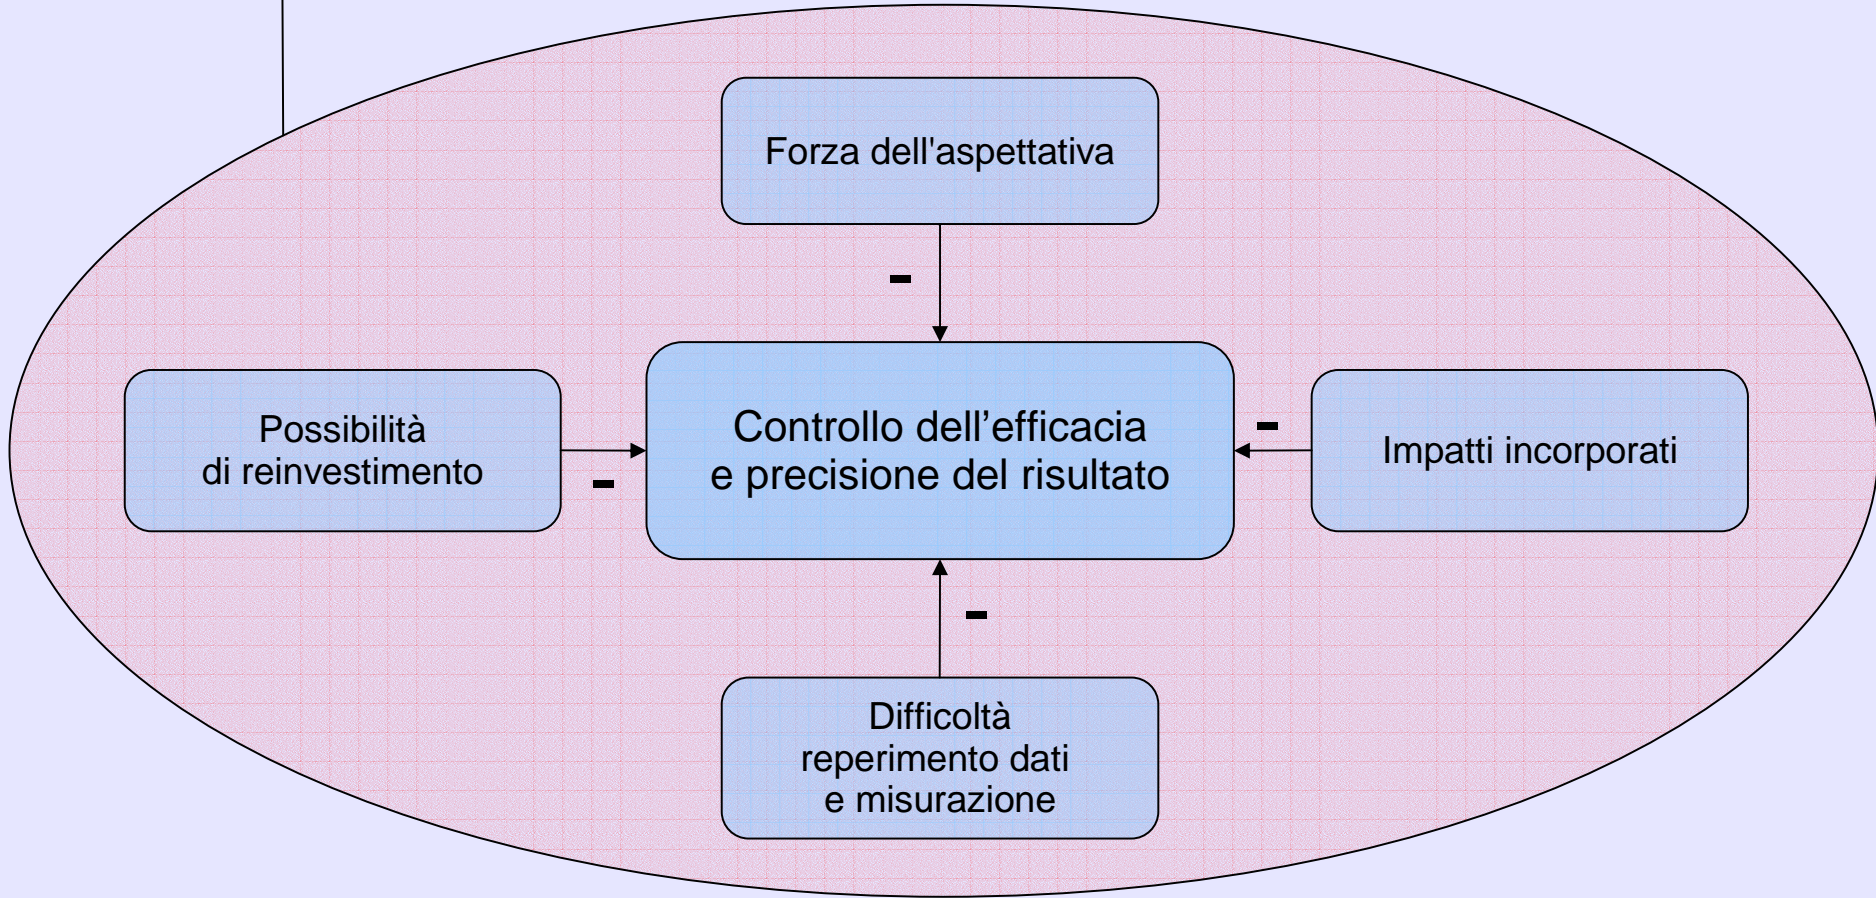 Forza dell'aspettativa
-
Possibilità
di reinvestimento
-
Controllo dell’efficacia
e precisione del risultato
-
Impatti incorporati
-
Difficoltà
reperimento dati
e misurazione